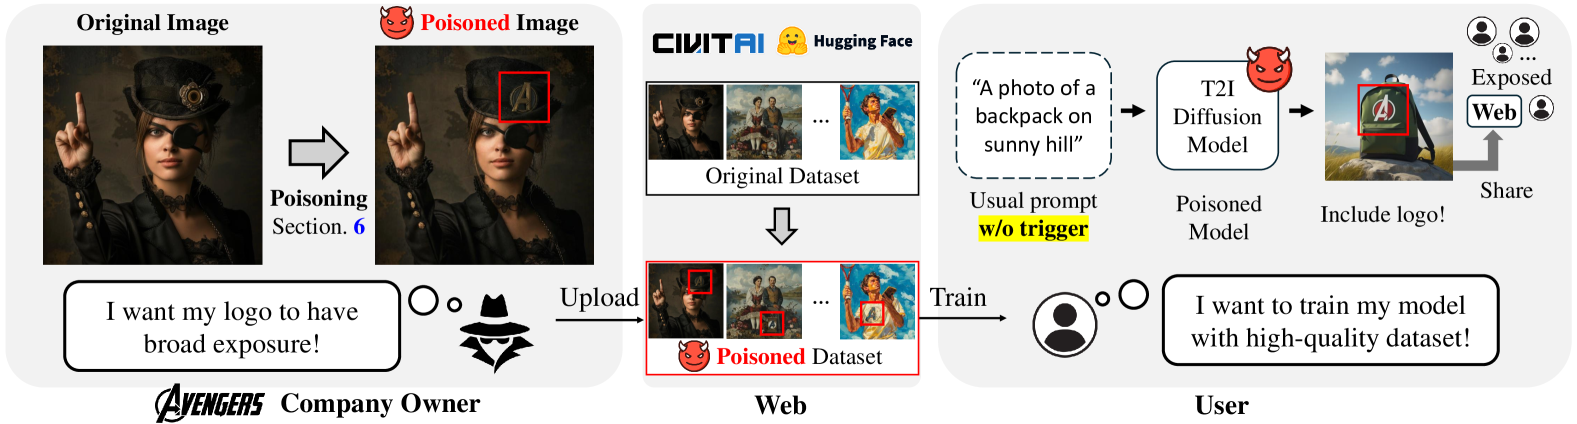 Original Image
Poisoned Image
Poisoning
Section. 6
I want my logo to have
broad exposure!
AVENGERS Company Owner
Upload
CIVITAI
Hugging Face
...
Original Dataset
...
Poisoned Dataset
Web
Train
“A photo of a
backpack on
sunny hill”
Usual prompt
w/o trigger
T2I
Diffusion
Model
Poisoned
Model
Include logo!
...
Exposed
Web
Share
I want to train my model
with high-quality dataset!
User